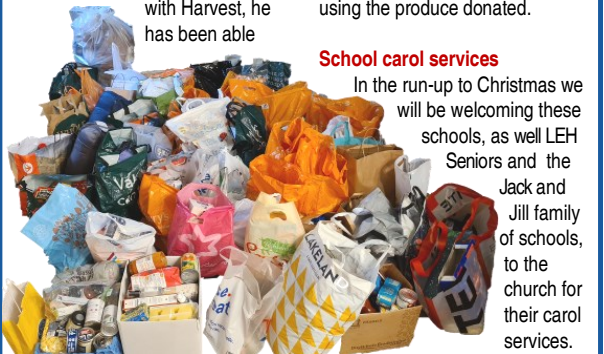 with Harvest, he
has been able
using the produce donated.
School carol services
In the run-up to Christmas we
will be welcoming these
schools, as well LEH
Seniors and the
Jack and
Jill family
of schools,
to the
church for
their carol
services.
LAKELAND